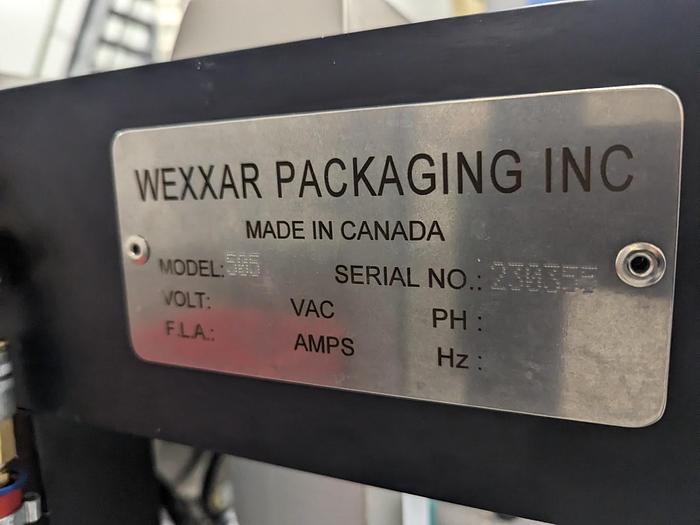 WEXXAR PACKAGING INC
MADE IN CANADA
MODEL: 505 SERIAL NO.:
VOLT: VAC PH :
F.L.A.: AMPS Hz :